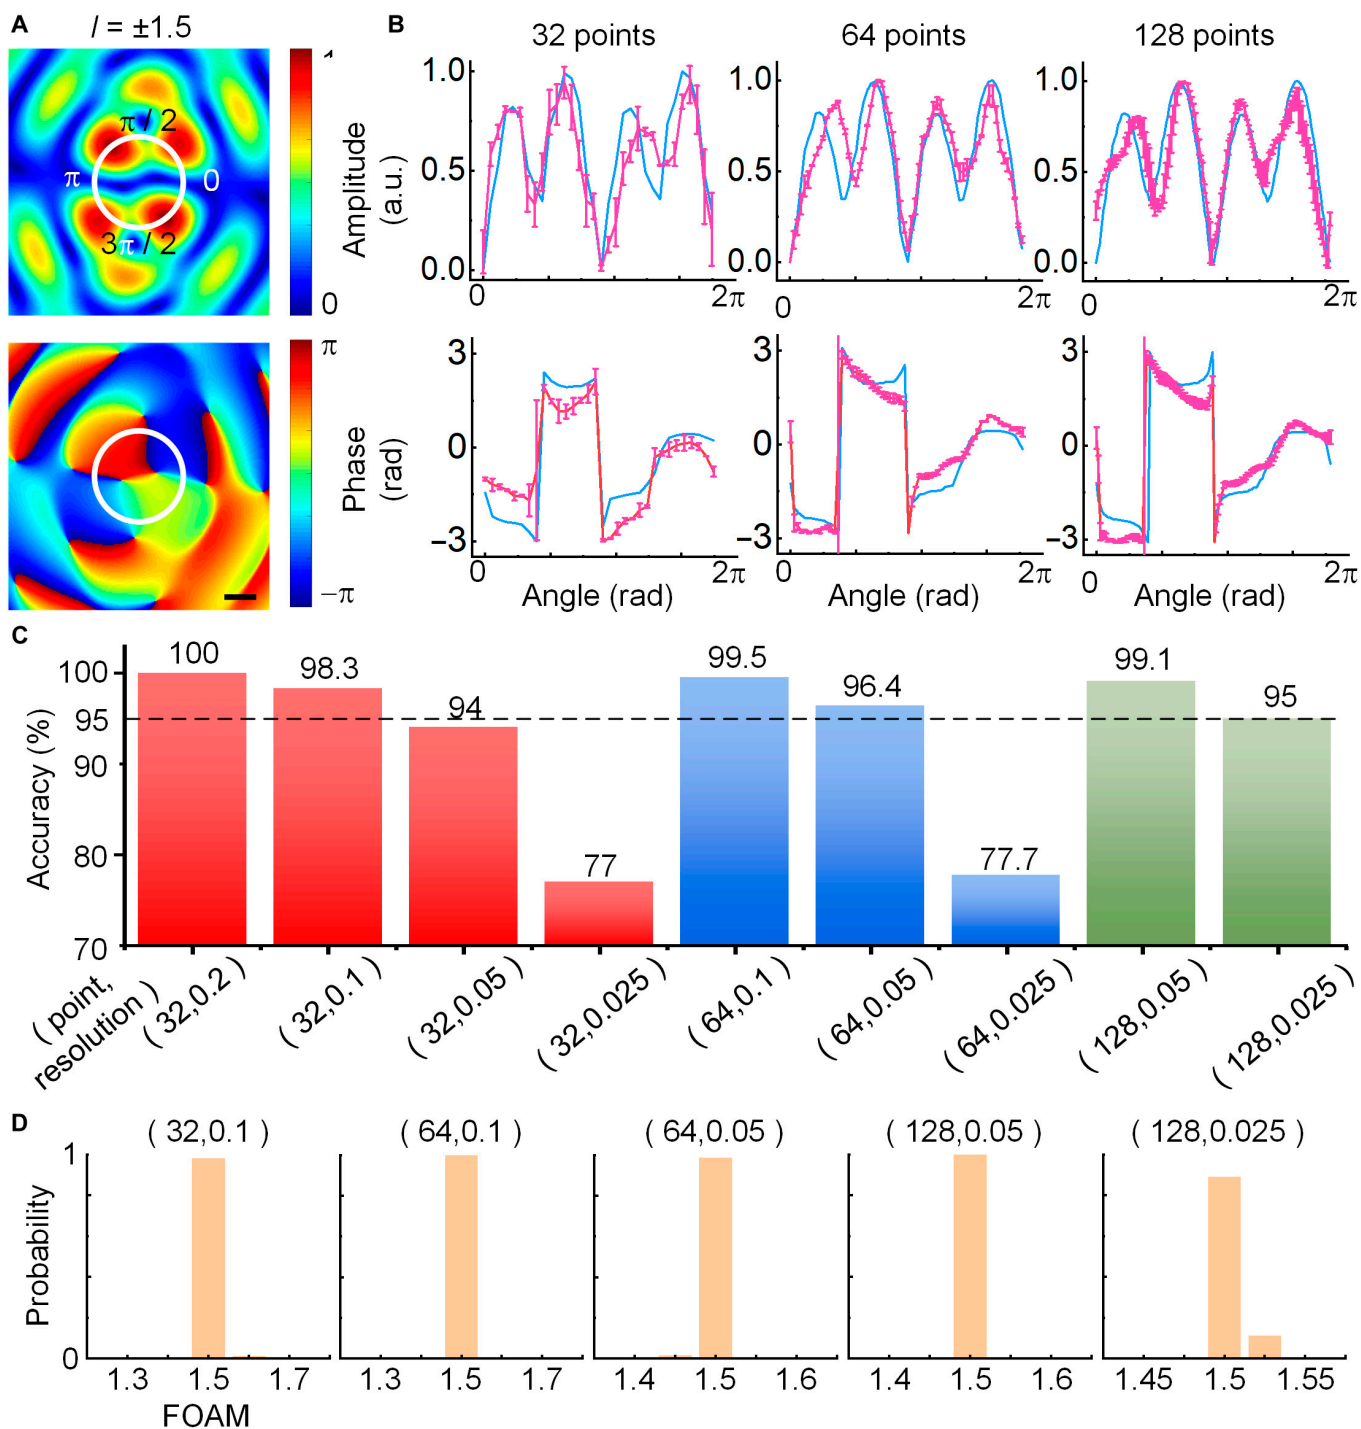 A
l = ±1.5
1
Amplitude
0
π / 2
π
0
3π / 2
π
Phase
−π
B
32 points
64 points
128 points
(a.u.)
1.0
0.5
0.0
0
2π
1.0
0.5
0.0
0
2π
1.0
0.5
0.0
0
2π
(rad)
3
0
−3
0
2π
Angle (rad)
3
0
−3
0
2π
Angle (rad)
3
0
−3
0
2π
Angle (rad)
C
Accuracy (%)
100
95
90
80
70
100
98.3
94
77
99.5
96.4
77.7
99.1
95
( point,
resolution )
( 32,0.2 )
( 32,0.1 )
( 32,0.05 )
( 32,0.025 )
( 64,0.1 )
( 64,0.05 )
( 64,0.025 )
( 128,0.05 )
( 128,0.025 )
D
( 32,0.1 )
( 64,0.1 )
( 64,0.05 )
( 128,0.05 )
( 128,0.025 )
Probability
1
0
1.3 1.5 1.7
1.3 1.5 1.7
1.4 1.5 1.6
1.4 1.5 1.6
1.45 1.5 1.55
FOAM